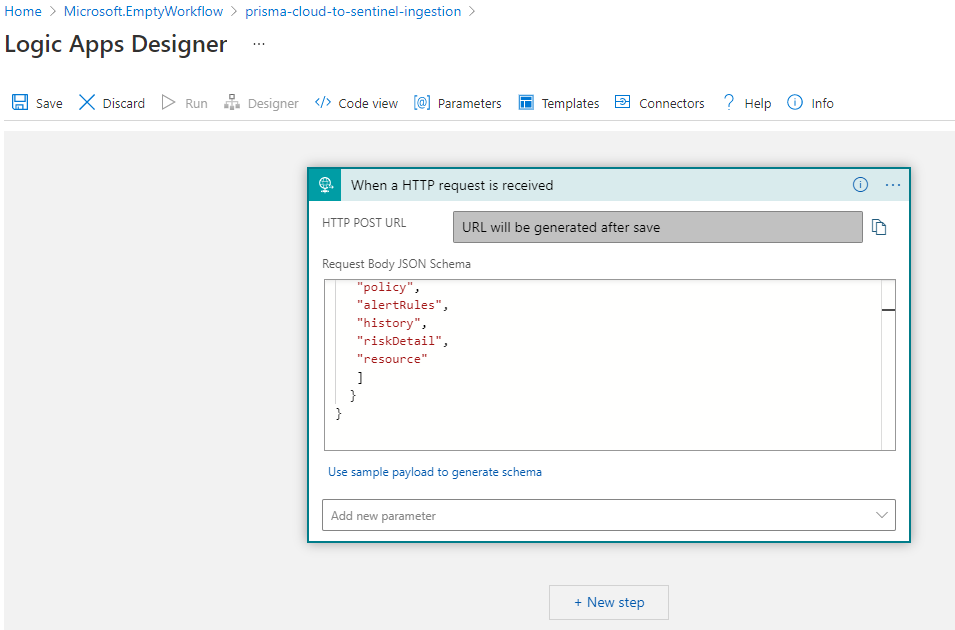 Home > Microsoft.EmptyWorkflow > prisma-cloud-to-sentinel-ingestion >
Logic Apps Designer ...
Save Discard Run Designer </> Code view [@] Parameters Templates Connectors ? Help Info
When a HTTP request is received
HTTP POST URL URL will be generated after save
Request Body JSON Schema
"policy",
"alertRules",
"history",
"riskDetail",
"resource"
]
}
}
Use sample payload to generate schema
Add new parameter
+ New step